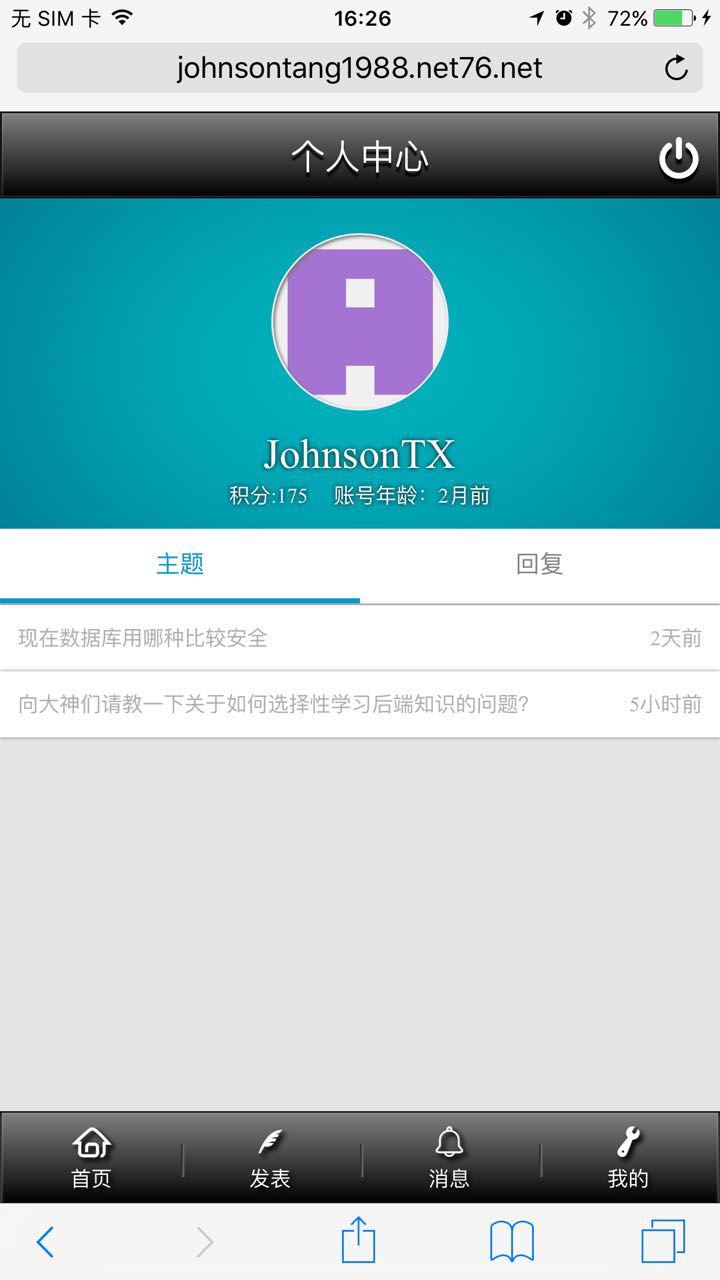 无 SIM 卡 16:26 72%
johnsontang1988.net76.net
个人中心
JohnsonTX
积分:175 账号年龄：2月前
主题 回复
现在数据库用哪种比较安全 2天前
向大神们请教一下关于如何选择性学习后端知识的问题? 5小时前
首页 发表 消息 我的